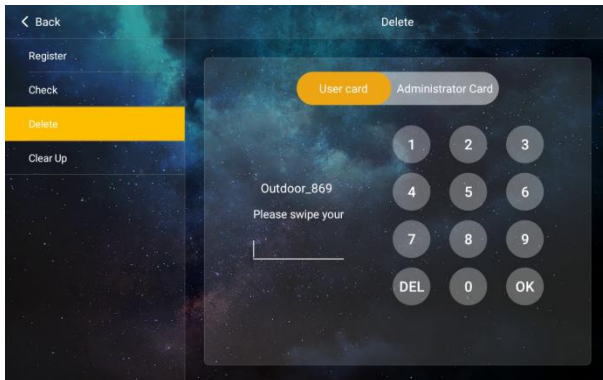 Back
Delete
Register
Check
Delete
Clear Up
User card
Administrator Card
Outdoor_869
Please swipe your
1 2 3
4 5 6
7 8 9
DEL 0 OK